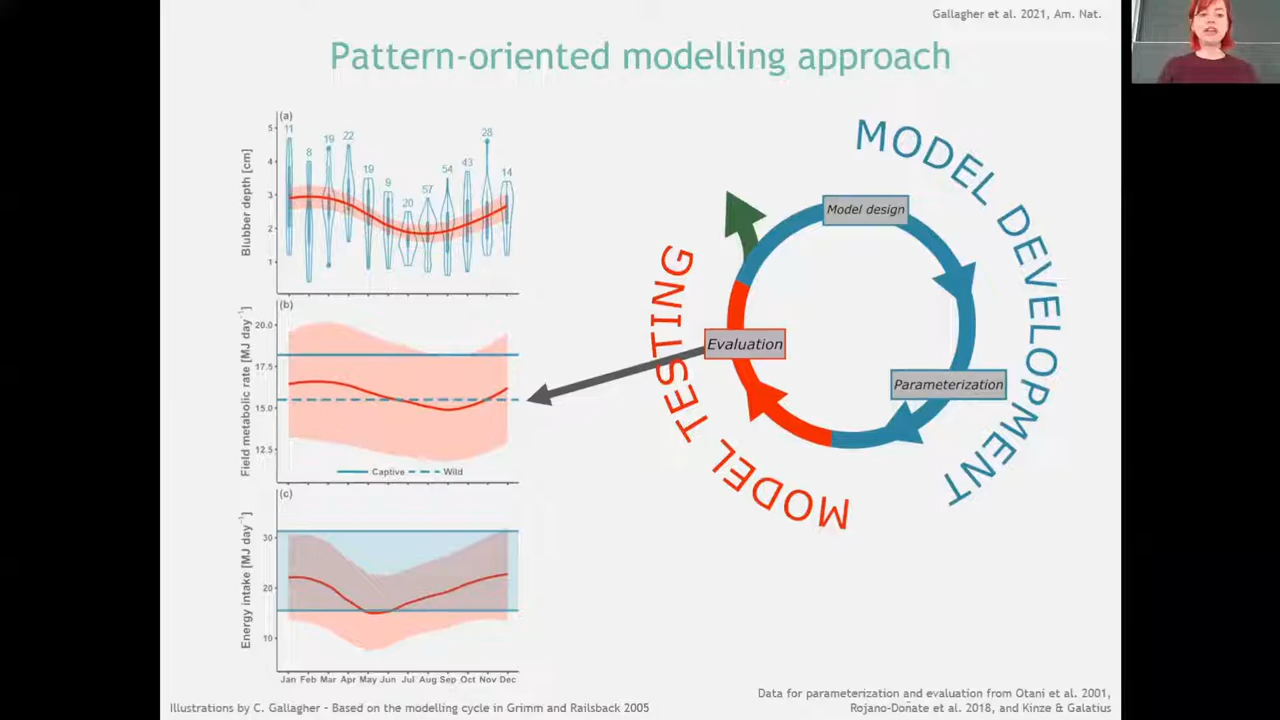 Gallagher et al. 2021, Am. Nat.
Pattern-oriented modelling approach
(a)
Blubber depth [cm]
5
4
3
2
1
11
8
19
22
19
9
20
57
54
43
28
14
(b)
Field metabolic rate [MJ day⁻¹]
20.0
17.5
15.0
12.5
Captive
Wild
(c)
Energy intake [MJ day⁻¹]
30
20
10
Jan Feb Mar Apr May Jun Jul Aug Sep Oct Nov Dec
MODEL DEVELOPMENT
Model design
Parameterization
MODEL TESTING
Evaluation
Illustrations by C. Gallagher - Based on the modelling cycle in Grimm and Railsback 2005
Data for parameterization and evaluation from Otani et al. 2001,
Rojano-Doñate et al. 2018, and Kinze & Galatius